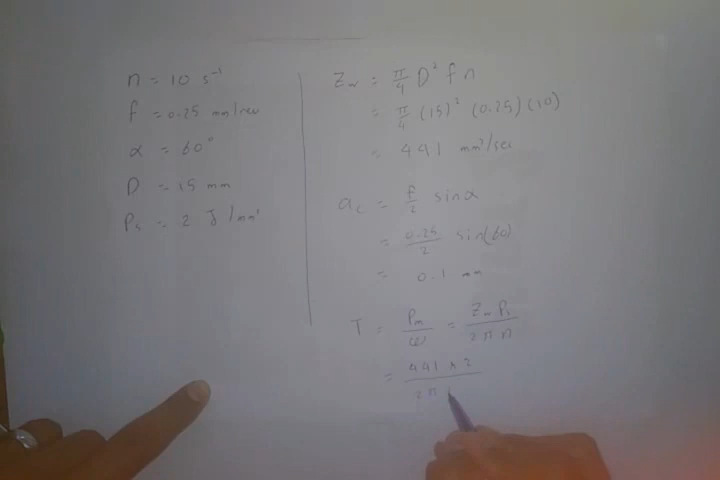 n = 10 s⁻¹
f = 0.25 mm/rev
α = 60°
D = 15 mm
Ps = 2 J/mm³
Zw = π/4 D² f n
= π/4 (15)² (0.25) (10)
= 441 mm³/sec
ac = f/2 sinα
= 0.25/2 sin(60)
= 0.1 mm
T = Pm/ω = Zw Ps/2πn
= 441 x 2/2π